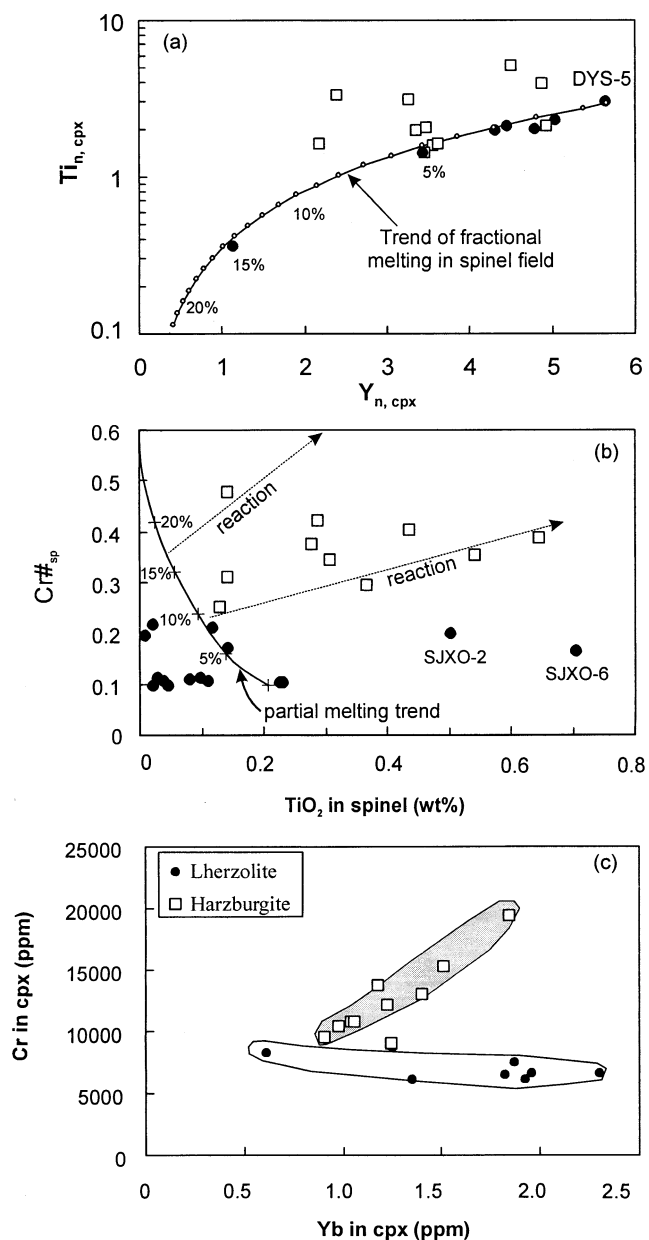 10
(a)
DYS-5
Ti n, cpx
1
5%
10%
Trend of fractional
melting in spinel field
15%
20%
0.1
0 1 2 3 4 5 6
Y n, cpx
0.6
(b)
0.5
reaction
20%
0.4
Cr# sp
15%
0.3
reaction
10%
0.2
5%
SJXO-2
SJXO-6
0.1
partial melting trend
0
0 0.2 0.4 0.6 0.8
TiO2 in spinel (wt%)
25000
(c)
Lherzolite
Harzburgite
20000
15000
Cr in cpx (ppm)
10000
5000
0
0 0.5 1.0 1.5 2.0 2.5
Yb in cpx (ppm)